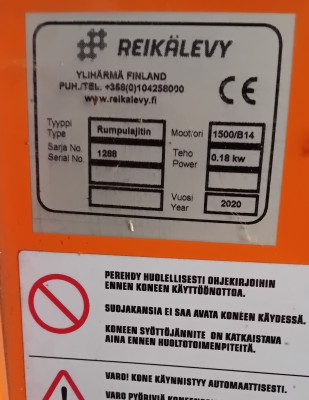 REIKÄLEVY
YLIHÄRMÄ FINLAND
PUH./TEL. +358(0)104258000
www.reikalevy.fi
CE
Tyyppi
Type
Rumpulajitin
Moot/ori
1500/B14
Sarja No.
Serial No.
1288
Teho
Power
0.18 kw
Vuosi
Year
2020
PEREHDY HUOLELLISESTI OHJEKIRJOIHIN
ENNEN KONEEN KÄYTTÖÖNOTTOA.
SUOJAKANSIA EI SAA AVATA KONEEN KÄYDESSÄ.
KONEEN SYÖTTÖJÄNNITE ON KATKAISTAVA
AINA ENNEN HUOLTOTOIMENPITEITÄ.
VARO! KONE KÄYNNISTYY AUTOMAATTISESTI.
VARO PYÖRIVIÄ